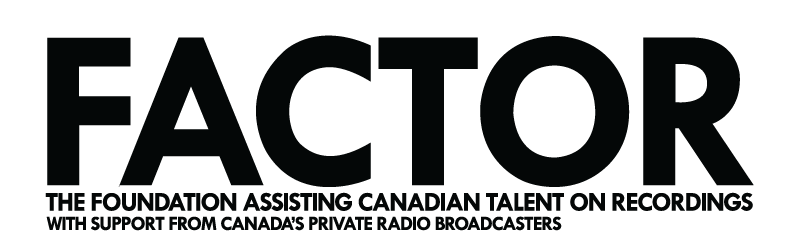 FACTOR
THE FOUNDATION ASSISTING CANADIAN TALENT ON RECORDINGS
WITH SUPPORT FROM CANADA'S PRIVATE RADIO BROADCASTERS